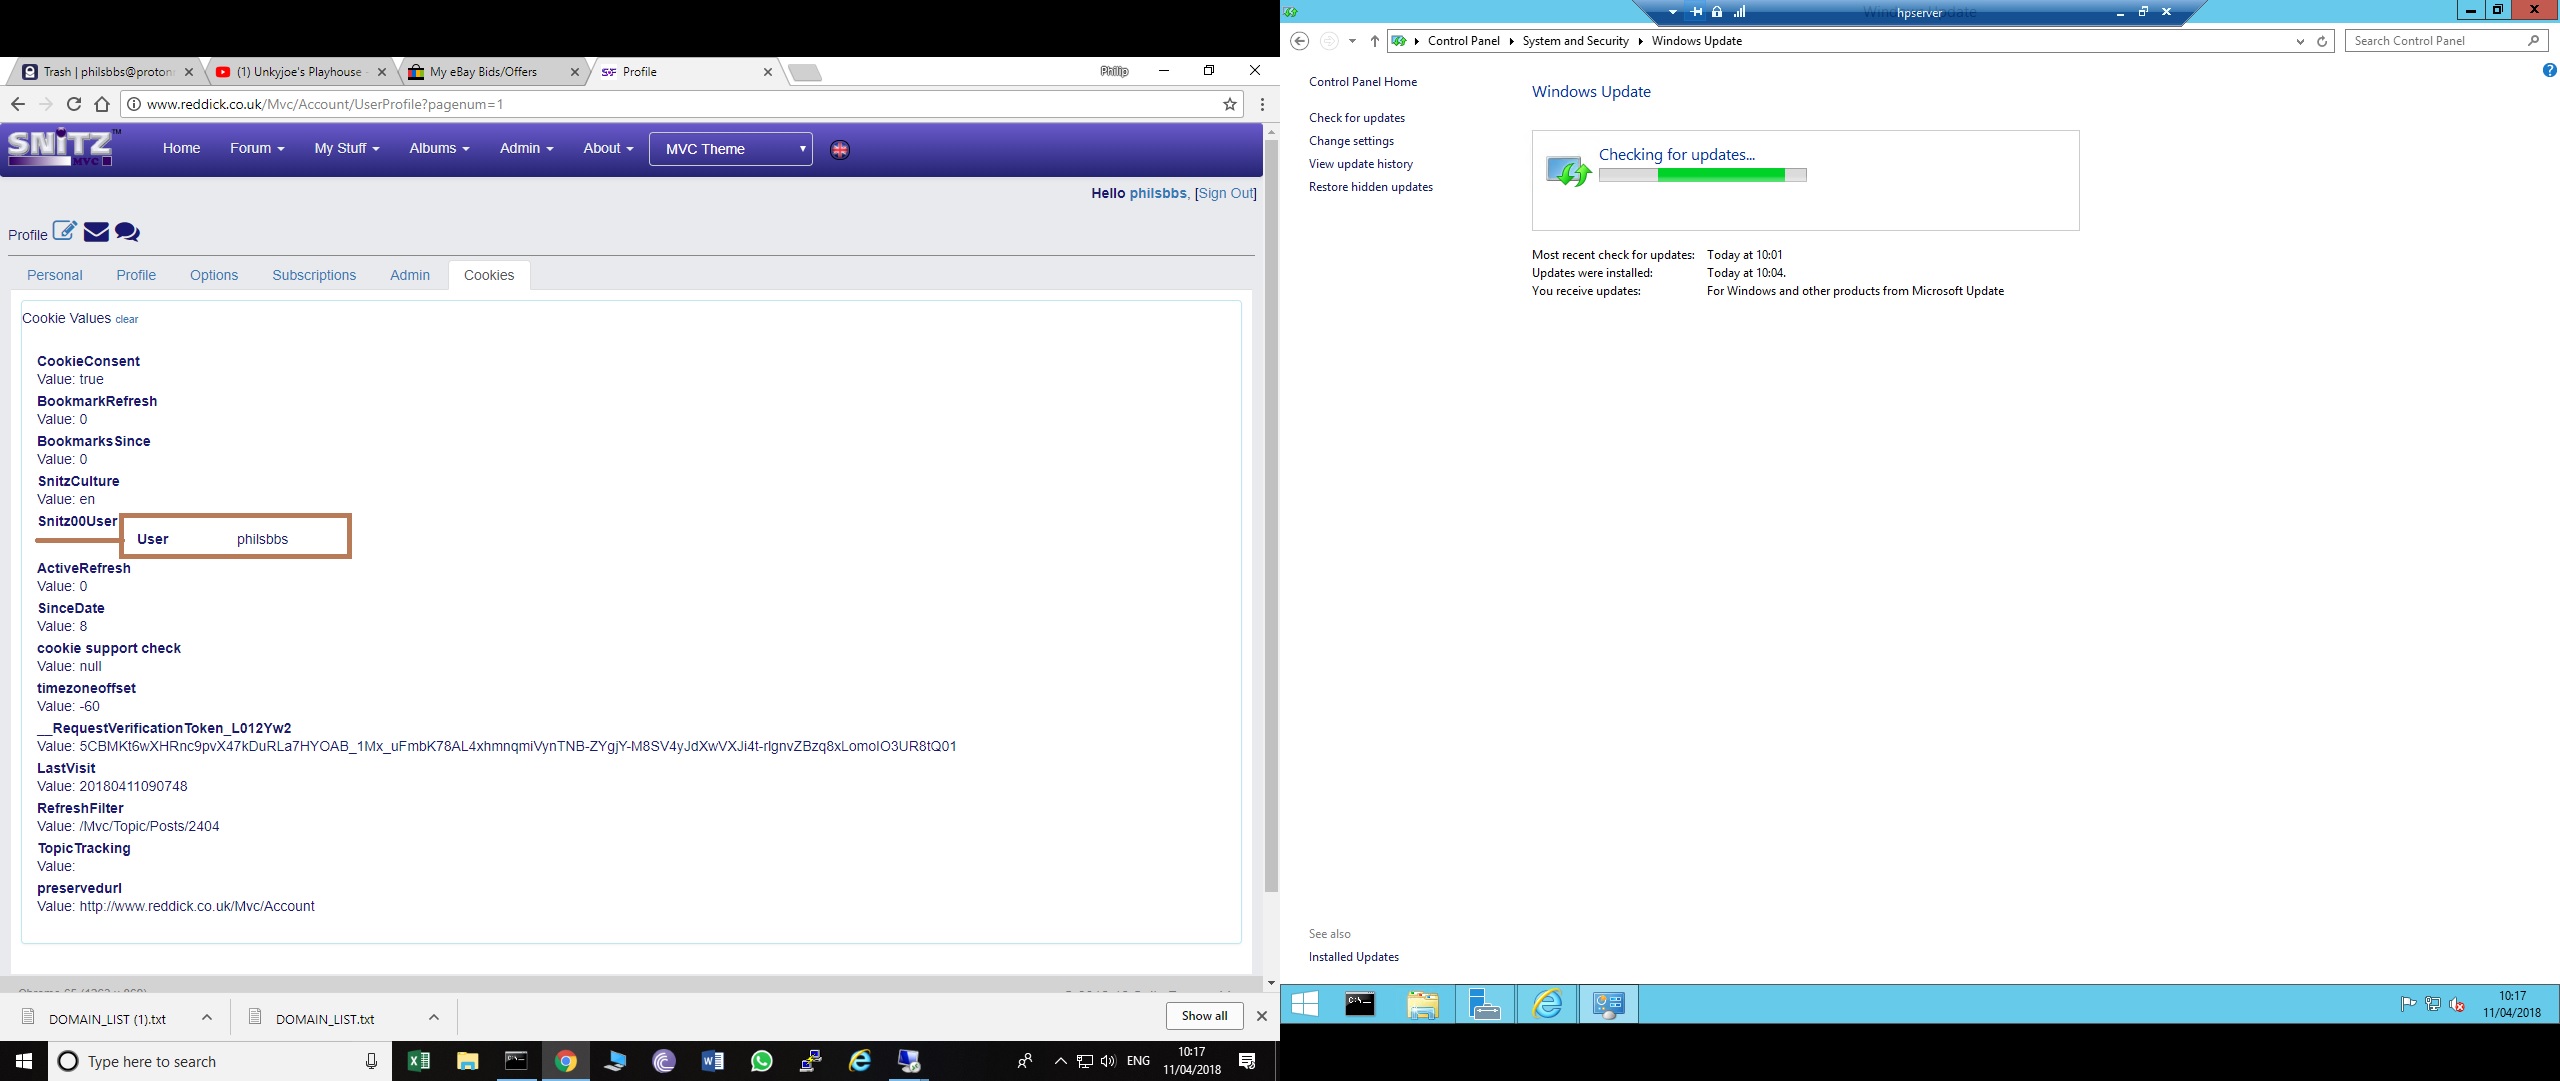 Trash | philsbbs@proton
(1) Unkyjoe's Playhouse -
My eBay Bids/Offers
Profile
Philip
www.reddick.co.uk/Mvc/Account/UserProfile?pagenum=1
SNiTZ™
MVC
Home
Forum
My Stuff
Albums
Admin
About
MVC Theme
Hello philsbbs, [Sign Out]
Profile
Personal
Profile
Options
Subscriptions
Admin
Cookies
Cookie Values clear
CookieConsent
Value: true
BookmarkRefresh
Value: 0
BookmarksSince
Value: 0
SnitzCulture
Value: en
Snitz00User
User philsbbs
ActiveRefresh
Value: 0
SinceDate
Value: 8
cookie support check
Value: null
timezoneoffset
Value: -60
__RequestVerificationToken_L012Yw2
Value: 5CBMKt6wXHRnc9pvX47kDuRLa7HYOAB_1Mx_uFmbK78AL4xhmnqmiVynTNB-ZYgjY-M8SV4yJdXwVXJi4t-rIgnvZBzq8xLomoIO3UR8tQ01
LastVisit
Value: 20180411090748
RefreshFilter
Value: /Mvc/Topic/Posts/2404
TopicTracking
Value:
preservedurl
Value: http://www.reddick.co.uk/Mvc/Account
DOMAIN_LIST (1).txt
DOMAIN_LIST.txt
Show all
Type here to search
ENG
10:17
11/04/2018
hpserver
Control Panel
System and Security
Windows Update
Search Control Panel
Control Panel Home
Check for updates
Change settings
View update history
Restore hidden updates
Windows Update
Checking for updates...
Most recent check for updates: Today at 10:01
Updates were installed: Today at 10:04.
You receive updates: For Windows and other products from Microsoft Update
See also
Installed Updates
10:17
11/04/2018